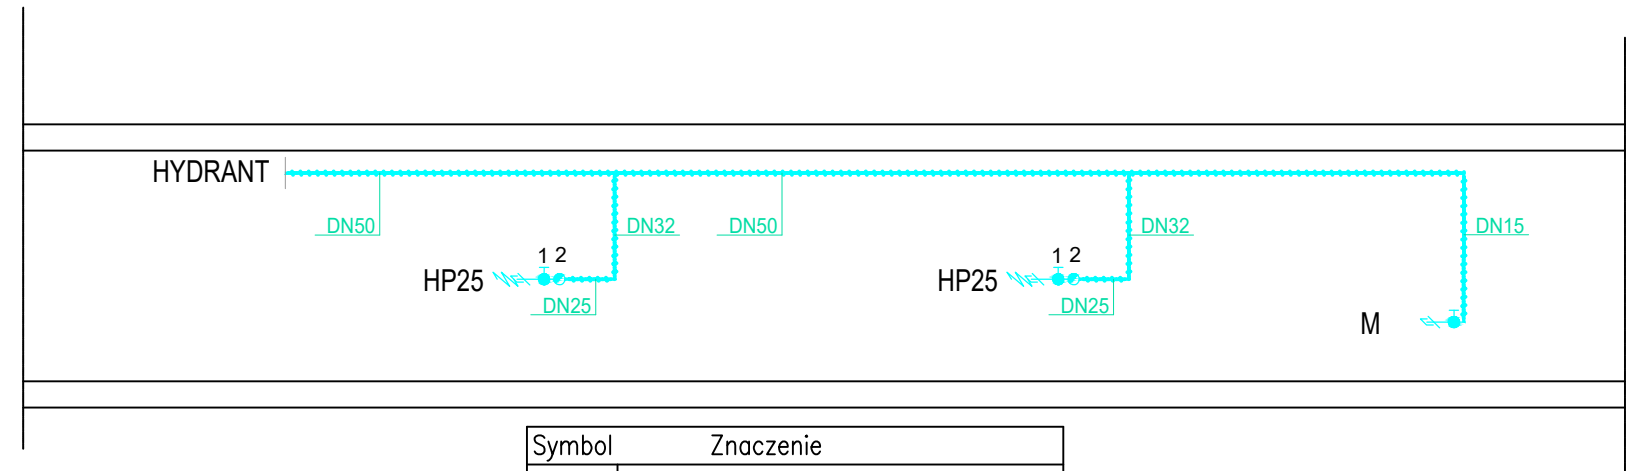 HYDRANT
DN50 DN32 DN50 DN32 DN15
1 2 1 2
HP25 HP25
DN25 DN25
M
Symbol Znaczenie